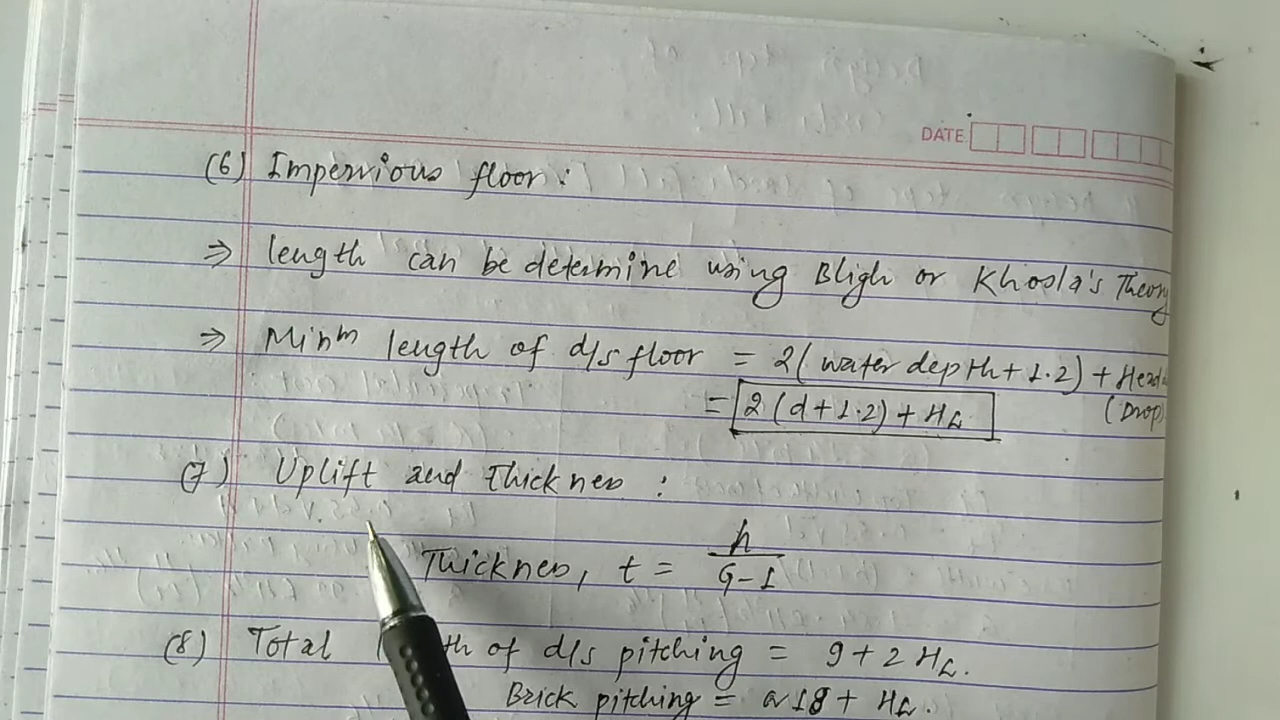 DATE
(6) Impervious floor :
⇒ length can be determine using Bligh or Khosla's Theory
⇒ Minᵐ length of d/s floor = 2( water depth + 1.2) + Head
= 2 (d + 1.2) + HL (Drop)
(7) Uplift and Thickness :
Thickness, t = h / G-1
(8) Total of d/s pitching = 9 + 2 HL.
Brick pitching = 18 + HL.